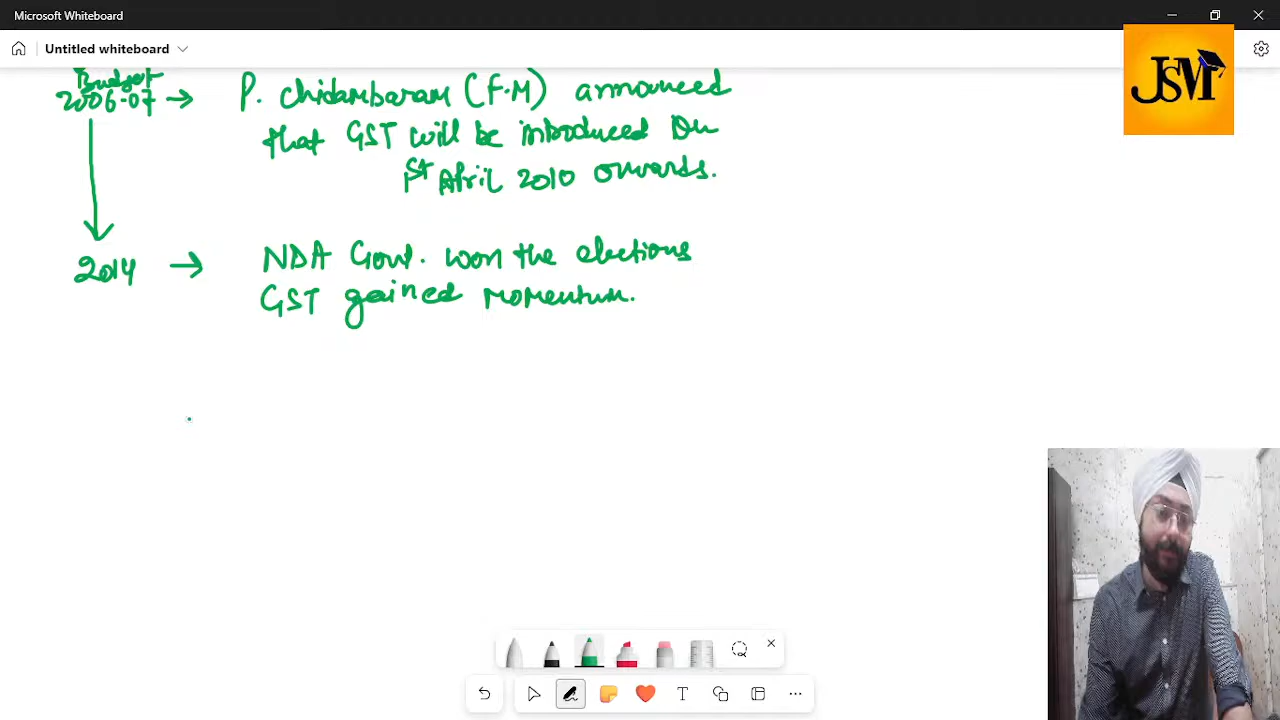 Microsoft Whiteboard
Untitled whiteboard
JSM
Budget
2006-07 → P. Chidambaram (F.M) announced
that GST will be introduced on
1st April 2010 onwards.
2014 → NDA Govt. won the elections
GST gained momentum.